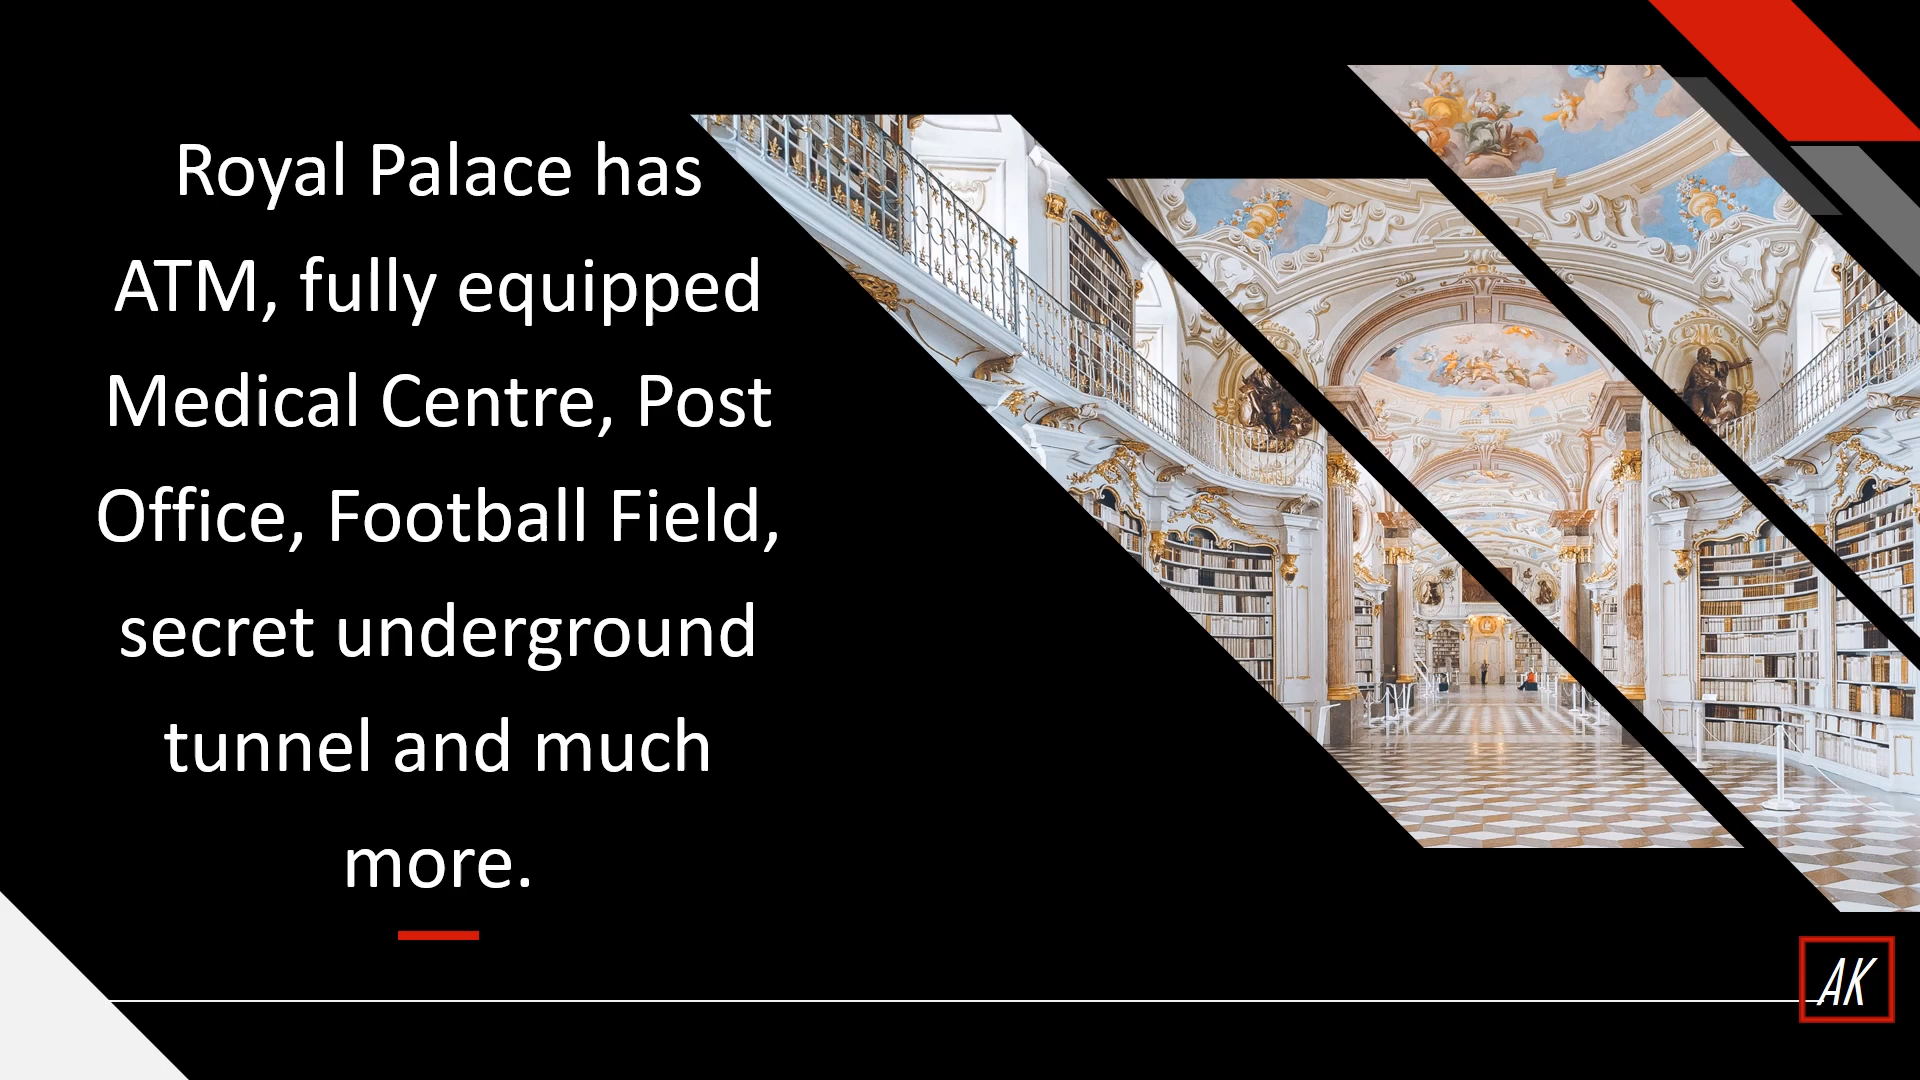 Royal Palace has
ATM, fully equipped
Medical Centre, Post
Office, Football Field,
secret underground
tunnel and much
more.
AK